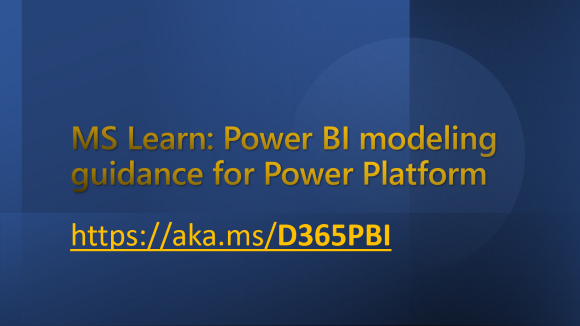 MS Learn: Power BI modeling
guidance for Power Platform
https://aka.ms/D365PBI